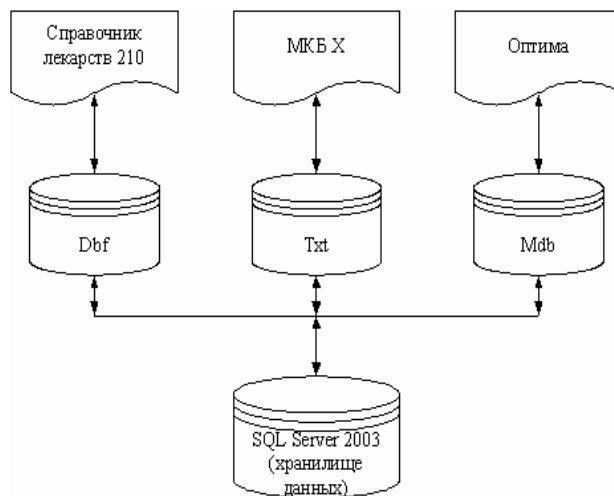 Справочник
лекарств 210
МКБ X
Оптима
Dbf
Txt
Mdb
SQL Server 2003
(хранилище
данных)